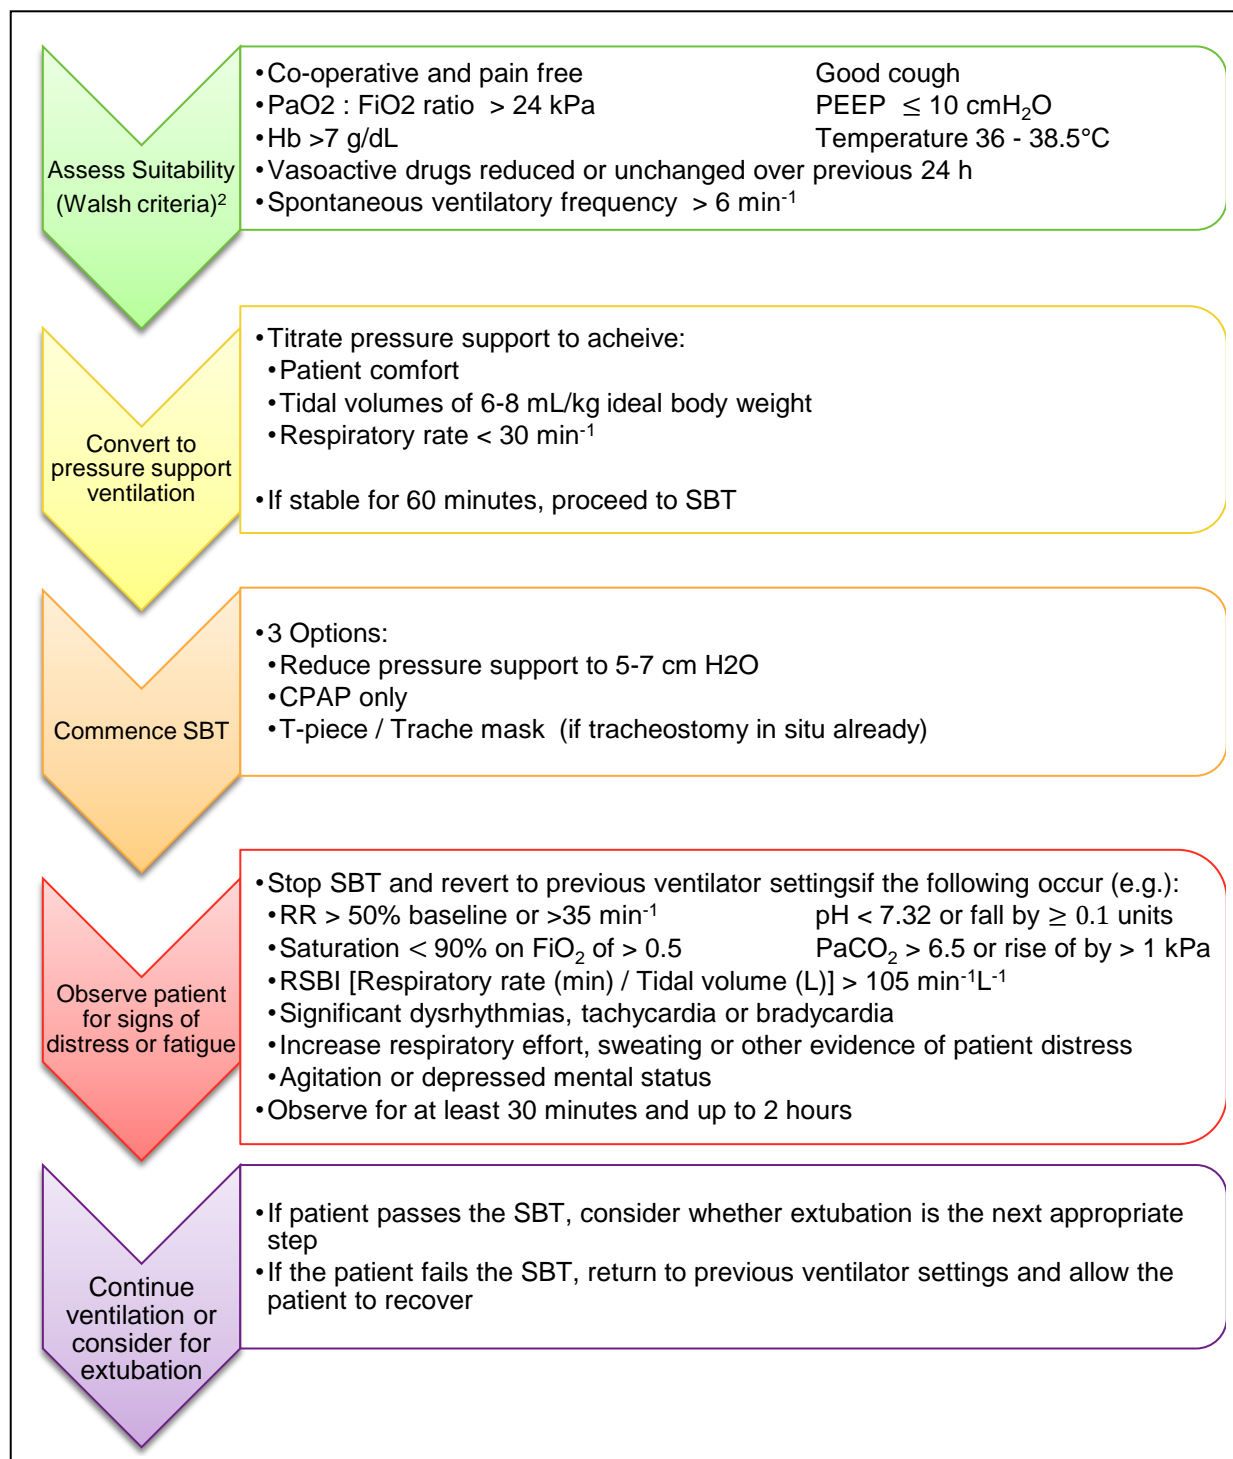 Assess Suitability
(Walsh criteria)²
•Co-operative and pain free Good cough
•PaO2 : FiO2 ratio > 24 kPa PEEP ≤ 10 cmH₂O
•Hb >7 g/dL Temperature 36 - 38.5°C
•Vasoactive drugs reduced or unchanged over previous 24 h
•Spontaneous ventilatory frequency > 6 min⁻¹
Convert to
pressure support
ventilation
•Titrate pressure support to acheive:
•Patient comfort
•Tidal volumes of 6-8 mL/kg ideal body weight
•Respiratory rate < 30 min⁻¹
•If stable for 60 minutes, proceed to SBT
Commence SBT
•3 Options:
•Reduce pressure support to 5-7 cm H2O
•CPAP only
•T-piece / Trache mask (if tracheostomy in situ already)
Observe patient
for signs of
distress or fatigue
•Stop SBT and revert to previous ventilator settingsif the following occur (e.g.):
•RR > 50% baseline or >35 min⁻¹ pH < 7.32 or fall by ≥ 0.1 units
•Saturation < 90% on FiO₂ of > 0.5 PaCO₂ > 6.5 or rise of by > 1 kPa
•RSBI [Respiratory rate (min) / Tidal volume (L)] > 105 min⁻¹L⁻¹
•Significant dysrhythmias, tachycardia or bradycardia
•Increase respiratory effort, sweating or other evidence of patient distress
•Agitation or depressed mental status
•Observe for at least 30 minutes and up to 2 hours
Continue
ventilation or
consider for
extubation
•If patient passes the SBT, consider whether extubation is the next appropriate
step
•If the patient fails the SBT, return to previous ventilator settings and allow the
patient to recover